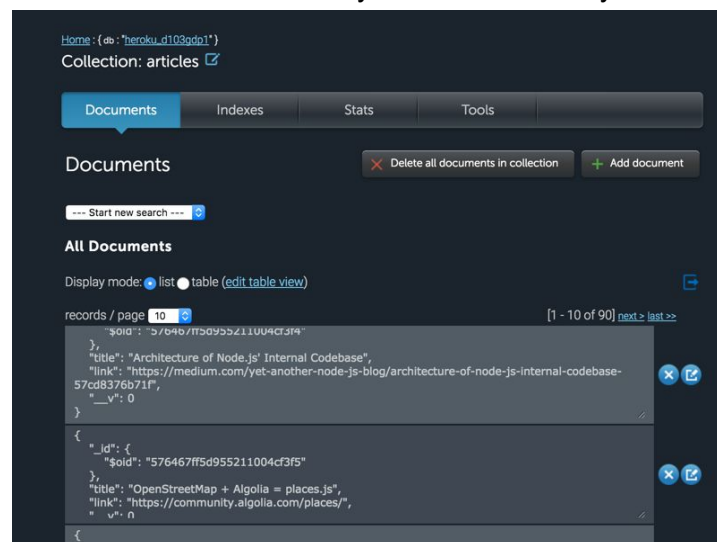 Home : { db : "heroku_d103gdp1" }
Collection: articles
Documents Indexes Stats Tools
Documents
Delete all documents in collection
Add document
--- Start new search ---
All Documents
Display mode: list table (edit table view)
records / page 10 [1 - 10 of 90] next > last >>
"$oid": "576467ff5d955211004cf3f4"
},
"title": "Architecture of Node.js' Internal Codebase",
"link": "https://medium.com/yet-another-node-js-blog/architecture-of-node-js-internal-codebase-
57cd8376b71f",
"__v": 0
}
{
"_id": {
"$oid": "576467ff5d955211004cf3f5"
},
"title": "OpenStreetMap + Algolia = places.js",
"link": "https://community.algolia.com/places/",
"__v": 0
{